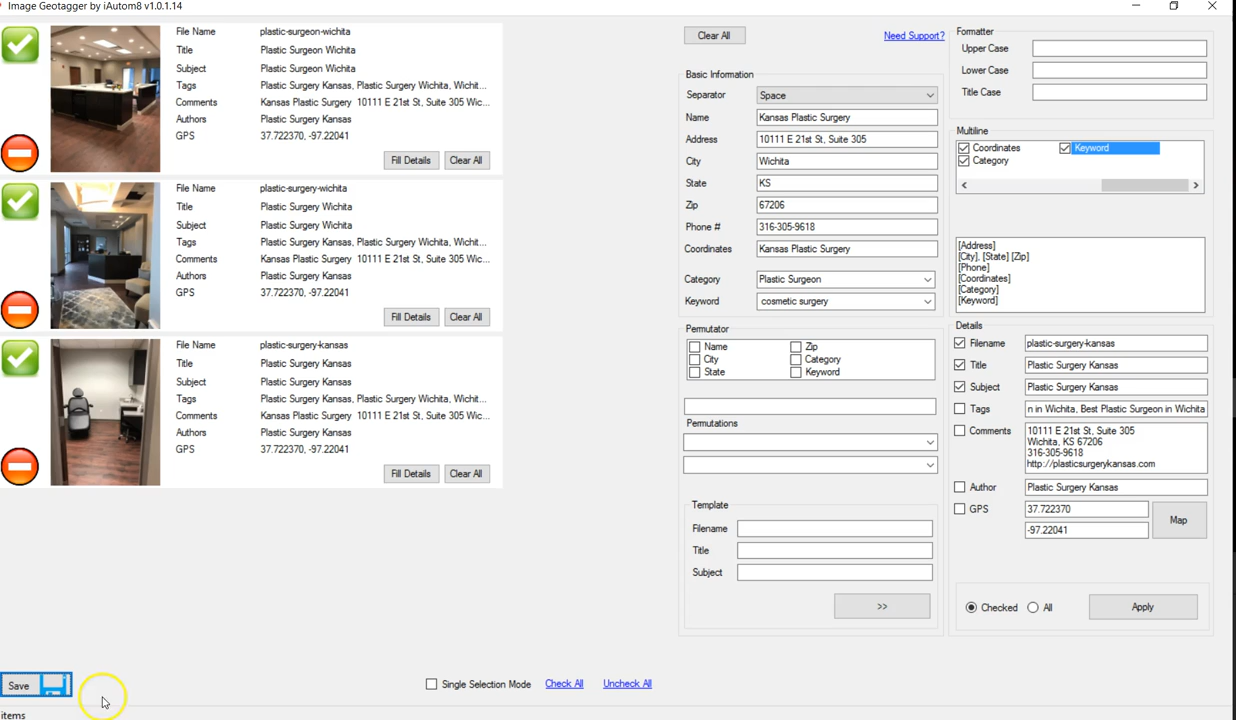 Image Geotagger by iAutom8 v1.0.1.14
File Name plastic-surgeon-wichita
Title Plastic Surgeon Wichita
Subject Plastic Surgeon Wichita
Tags Plastic Surgery Kansas, Plastic Surgery Wichita, Wichit...
Comments Kansas Plastic Surgery 10111 E 21st St, Suite 305 Wic...
Authors Plastic Surgery Kansas
GPS 37.722370, -97.22041
Fill Details Clear All
File Name plastic-surgery-wichita
Title Plastic Surgery Wichita
Subject Plastic Surgery Wichita
Tags Plastic Surgery Kansas, Plastic Surgery Wichita, Wichit...
Comments Kansas Plastic Surgery 10111 E 21st St, Suite 305 Wic...
Authors Plastic Surgery Kansas
GPS 37.722370, -97.22041
Fill Details Clear All
File Name plastic-surgery-kansas
Title Plastic Surgery Kansas
Subject Plastic Surgery Kansas
Tags Plastic Surgery Kansas, Plastic Surgery Wichita, Wichit...
Comments Kansas Plastic Surgery 10111 E 21st St, Suite 305 Wic...
Authors Plastic Surgery Kansas
GPS 37.722370, -97.22041
Fill Details Clear All
Save
items
Single Selection Mode Check All Uncheck All
Clear All Need Support?
Basic Information
Separator Space
Name Kansas Plastic Surgery
Address 10111 E 21st St, Suite 305
City Wichita
State KS
Zip 67206
Phone # 316-305-9618
Coordinates Kansas Plastic Surgery
Category Plastic Surgeon
Keyword cosmetic surgery
Permutator
Name Zip
City Category
State Keyword
Permutations
Template
Filename
Title
Subject
>>
Formatter
Upper Case
Lower Case
Title Case
Multiline
Coordinates Keyword
Category
[Address]
[City], [State] [Zip]
[Phone]
[Coordinates]
[Category]
[Keyword]
Details
Filename plastic-surgery-kansas
Title Plastic Surgery Kansas
Subject Plastic Surgery Kansas
Tags n in Wichita, Best Plastic Surgeon in Wichita
Comments 10111 E 21st St, Suite 305
Wichita, KS 67206
316-305-9618
http://plasticsurgerykansas.com
Author Plastic Surgery Kansas
GPS 37.722370
-97.22041
Map
Checked All Apply